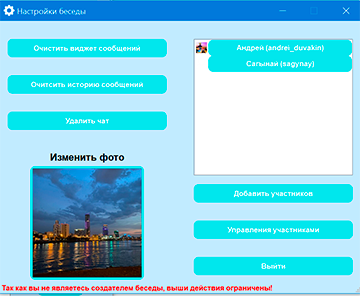 Настройки беседы
Очистить виджет сообщений
Очитсить историю сообщений
Удалить чат
Изменить фото
Андрей (andrei_duvakin)
Сагынай (sagynay)
Добавить участников
Управления участниками
Выйти
Так как вы не являетесь создателем беседы, выши действия ограничены!